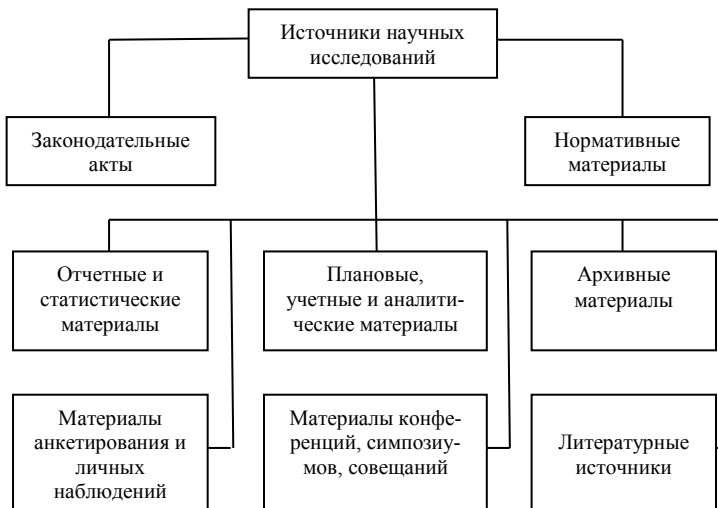 Источники научных
исследований
Законодательные
акты
Нормативные
материалы
Отчетные и
статистические
материалы
Плановые,
учетные и аналити-
ческие материалы
Архивные
материалы
Материалы
анкетирования и
личных
наблюдений
Материалы конфе-
ренций, симпозиу-
мов, совещаний
Литературные
источники